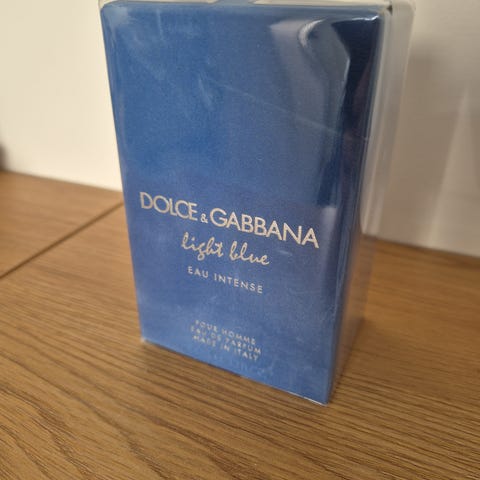 DOLCE & GABBANA
light blue
EAU INTENSE
POUR HOMME
EAU DE PARFUM
MADE IN ITALY